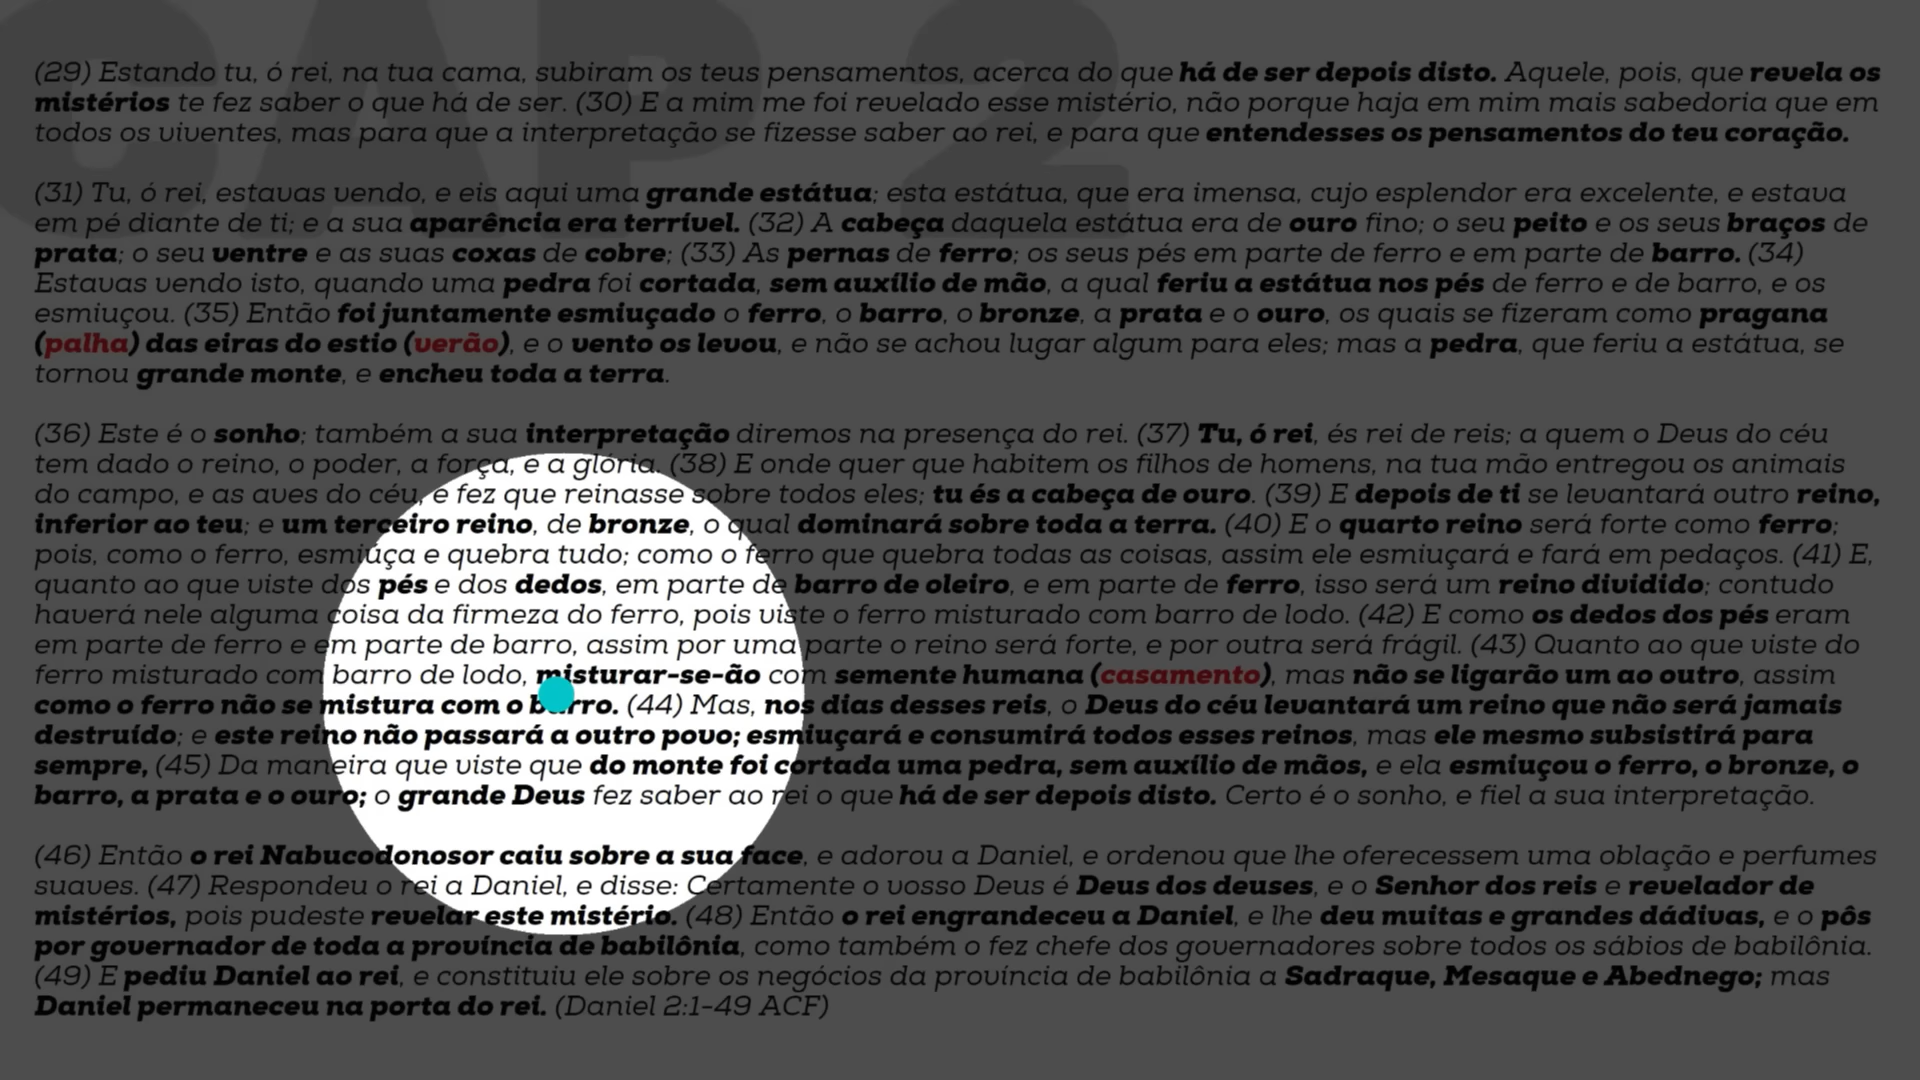 CAP 2
(29) Estando tu, ó rei, na tua cama, subiram os teus pensamentos, acerca do que há de ser depois disto. Aquele, pois, que revela os
mistérios te fez saber o que há de ser. (30) E a mim me foi revelado esse mistério, não porque haja em mim mais sabedoria que em
todos os viventes, mas para que a interpretação se fizesse saber ao rei, e para que entendesses os pensamentos do teu coração.
(31) Tu, ó rei, estavas vendo, e eis aqui uma grande estátua; esta estátua, que era imensa, cujo esplendor era excelente, e estava
em pé diante de ti; e a sua aparência era terrível. (32) A cabeça daquela estátua era de ouro fino; o seu peito e os seus braços de
prata; o seu ventre e as suas coxas de cobre; (33) As pernas de ferro; os seus pés em parte de ferro e em parte de barro. (34)
Estavas vendo isto, quando uma pedra foi cortada, sem auxílio de mão, a qual feriu a estátua nos pés de ferro e de barro, e os
esmiuçou. (35) Então foi juntamente esmiuçado o ferro, o barro, o bronze, a prata e o ouro, os quais se fizeram como pragana
(palha) das eiras do estio (verão), e o vento os levou, e não se achou lugar algum para eles; mas a pedra, que feriu a estátua, se
tornou grande monte, e encheu toda a terra.
(36) Este é o sonho; também a sua interpretação diremos na presença do rei. (37) Tu, ó rei, és rei de reis; a quem o Deus do céu
tem dado o reino, o poder, a força, e a glória. (38) E onde quer que habitem os filhos de homens, na tua mão entregou os animais
do campo, e as aves do céu, e fez que reinasse sobre todos eles; tu és a cabeça de ouro. (39) E depois de ti se levantará outro reino,
inferior ao teu; e um terceiro reino, de bronze, o qual dominará sobre toda a terra. (40) E o quarto reino será forte como ferro;
pois, como o ferro, esmiúça e quebra tudo; como o ferro que quebra todas as coisas, assim ele esmiuçará e fará em pedaços. (41) E,
quanto ao que viste dos pés e dos dedos, em parte de barro de oleiro, e em parte de ferro, isso será um reino dividido; contudo
haverá nele alguma coisa da firmeza do ferro, pois viste o ferro misturado com barro de lodo. (42) E como os dedos dos pés eram
em parte de ferro e em parte de barro, assim por uma parte o reino será forte, e por outra será frágil. (43) Quanto ao que viste do
ferro misturado com barro de lodo, misturar-se-ão com semente humana (casamento), mas não se ligarão um ao outro, assim
como o ferro não se mistura com o barro. (44) Mas, nos dias desses reis, o Deus do céu levantará um reino que não será jamais
destruído; e este reino não passará a outro povo; esmiuçará e consumirá todos esses reinos, mas ele mesmo subsistirá para
sempre, (45) Da maneira que viste que do monte foi cortada uma pedra, sem auxílio de mãos, e ela esmiuçou o ferro, o bronze, o
barro, a prata e o ouro; o grande Deus fez saber ao rei o que há de ser depois disto. Certo é o sonho, e fiel a sua interpretação.
(46) Então o rei Nabucodonosor caiu sobre a sua face, e adorou a Daniel, e ordenou que lhe oferecessem uma oblação e perfumes
suaves. (47) Respondeu o rei a Daniel, e disse: Certamente o vosso Deus é Deus dos deuses, e o Senhor dos reis e revelador de
mistérios, pois pudeste revelar este mistério. (48) Então o rei engrandeceu a Daniel, e lhe deu muitas e grandes dádivas, e o pôs
por governador de toda a província de babilônia, como também o fez chefe dos governadores sobre todos os sábios de babilônia.
(49) E pediu Daniel ao rei, e constituiu ele sobre os negócios da província de babilônia a Sadraque, Mesaque e Abednego; mas
Daniel permaneceu na porta do rei. (Daniel 2:1-49 ACF)